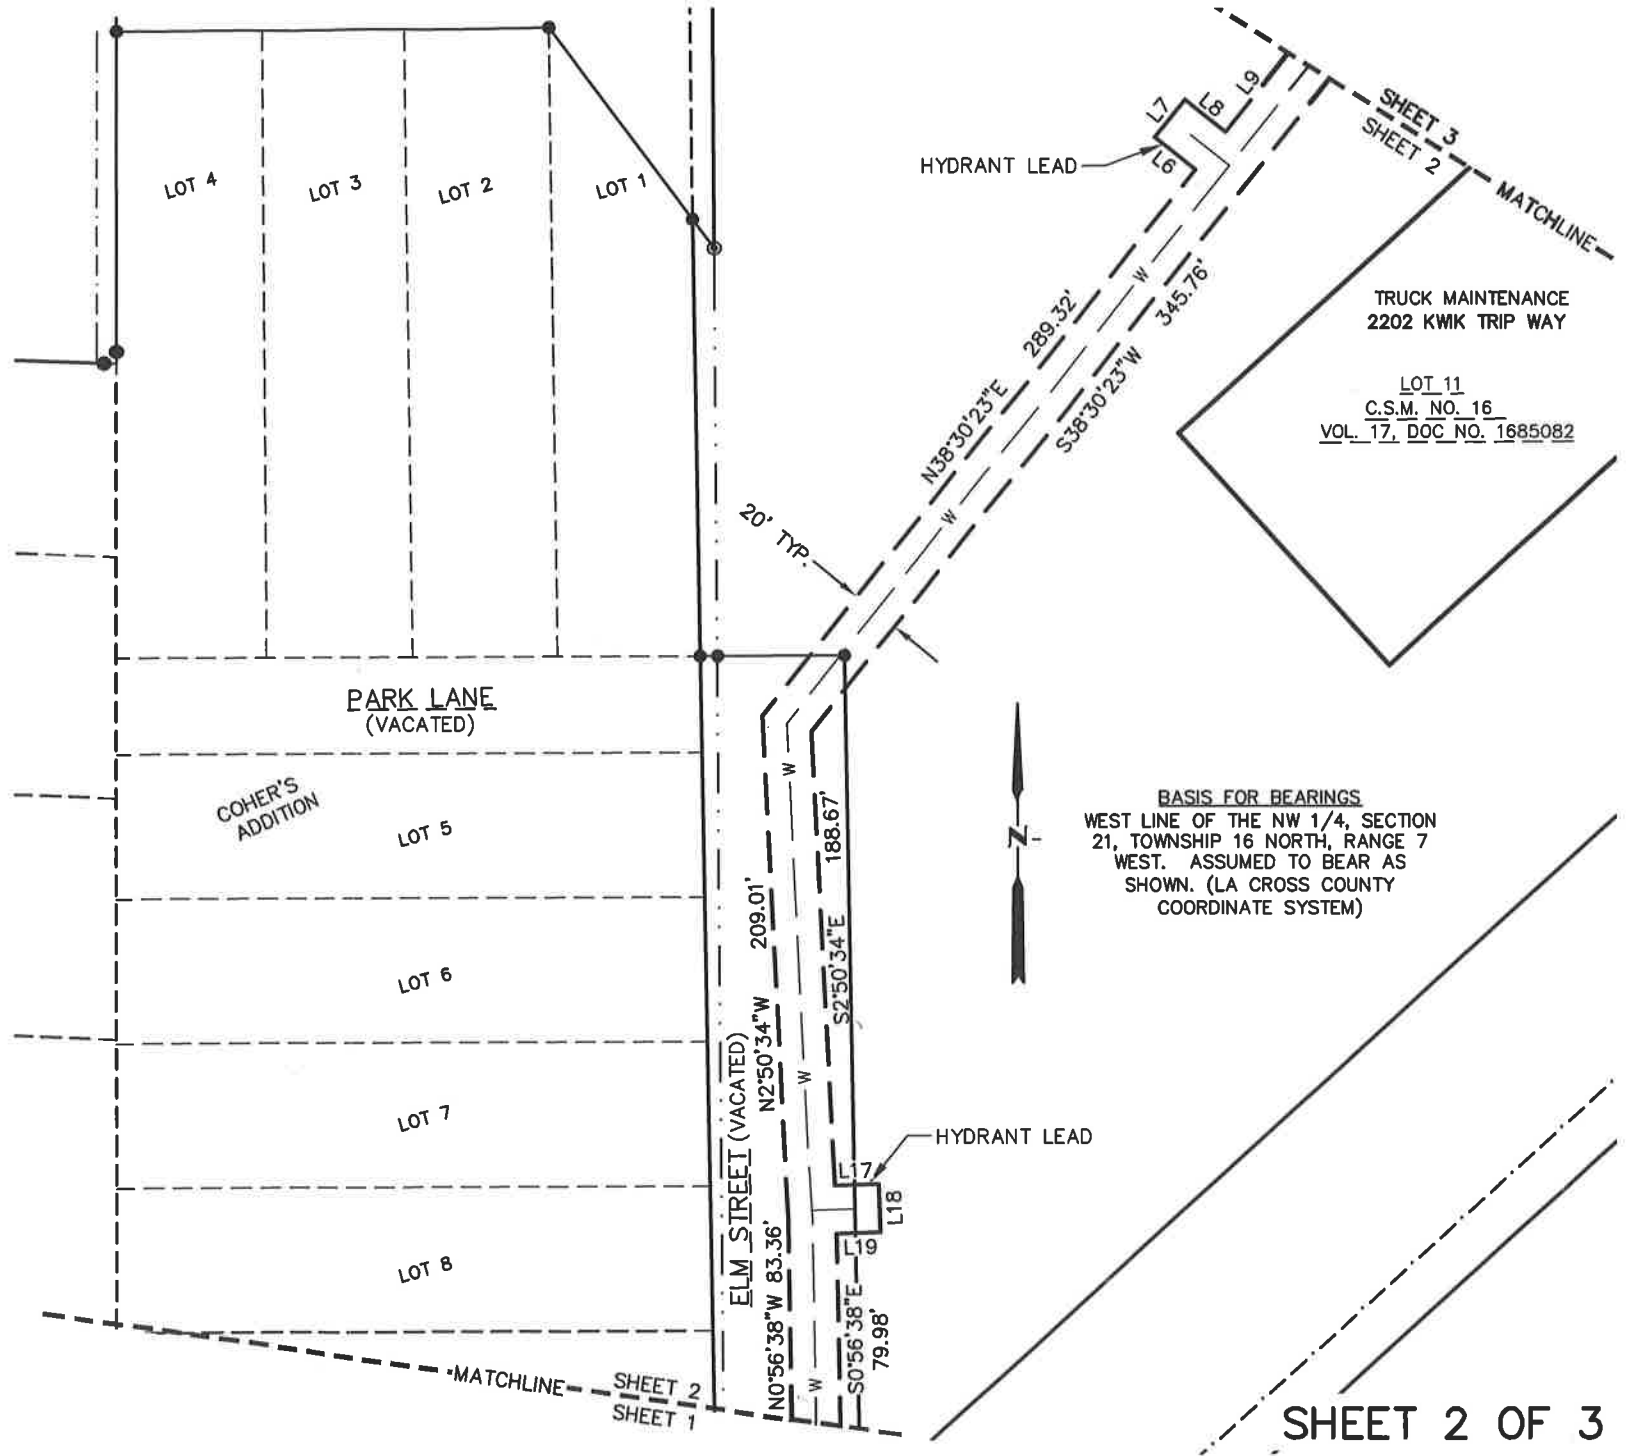 LOT 4
LOT 3
LOT 2
LOT 1
HYDRANT LEAD
L7
L8
L9
L6
SHEET 3
SHEET 2
MATCHLINE
TRUCK MAINTENANCE
2202 KWIK TRIP WAY
LOT 11
C.S.M. NO. 16
VOL. 17, DOC NO. 1685082
W
N38°30'23"E 289.32'
S38°30'23"W 345.76'
W
20' TYP.
PARK LANE
(VACATED)
COHER'S
ADDITION
LOT 5
LOT 6
LOT 7
LOT 8
W
188.67'
S2°50'34"E
N2°50'34"W 209.01'
W
ELM STREET (VACATED)
N
BASIS FOR BEARINGS
WEST LINE OF THE NW 1/4, SECTION
21, TOWNSHIP 16 NORTH, RANGE 7
WEST. ASSUMED TO BEAR AS
SHOWN. (LA CROSS COUNTY
COORDINATE SYSTEM)
HYDRANT LEAD
L17
L18
L19
N0°56'38"W 83.36'
S0°56'38"E
79.98'
W
MATCHLINE
SHEET 2
SHEET 1
SHEET 2 OF 3